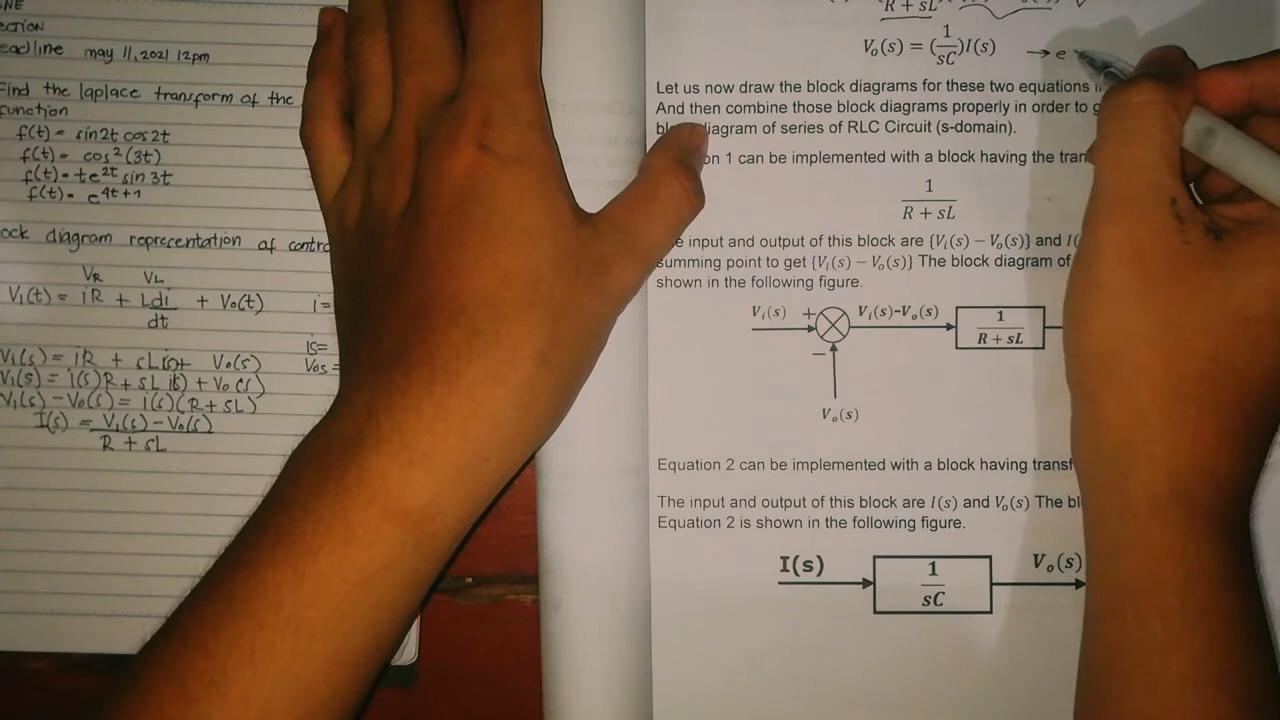 NE
ection
eadline may 11, 2021 12pm
Find the laplace transform of the
function
f(t) = sin2t cos2t
f(t) = cos²(3t)
f(t) = te²ᵗ sin 3t
f(t) = e⁴ᵗ⁺¹
ock diagram representation of contro
VR VL
V₁(t) = iR + Ldi/dt + Vo(t) i=
V₁(s) = iR + sL i(s)+ Vo(s) is=
V₁(s) = i(s)R + sL i(s) + Vo(s) Vos =
V₁(s) - Vo(s) = i(s)(R + sL)
I(s) = V₁(s) - Vo(s) / R + sL
R + sL
Vo(s) = (1/sC)I(s) → e
Let us now draw the block diagrams for these two equations
And then combine those block diagrams properly in order to g
diagram of series of RLC Circuit (s-domain).
on 1 can be implemented with a block having the tran
1
R + sL
e input and output of this block are {Vi(s) − Vo(s)} and I(
summing point to get {Vi(s) − Vo(s)} The block diagram of
shown in the following figure.
Vi(s) + Vi(s)-Vo(s) 1
R + sL
−
Vo(s)
Equation 2 can be implemented with a block having transf
The input and output of this block are I(s) and Vo(s) The bl
Equation 2 is shown in the following figure.
I(s) 1 Vo(s)
sC